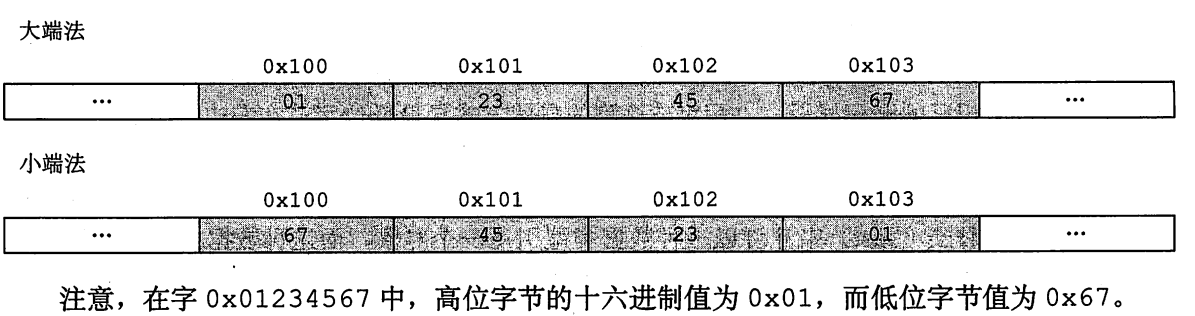 大端法
0x100 0x101 0x102 0x103
… 01 23 45 67 …
小端法
0x100 0x101 0x102 0x103
… 67 45 23 01 …
注意，在字 0x01234567 中，高位字节的十六进制值为 0x01，而低位字节值为 0x67。